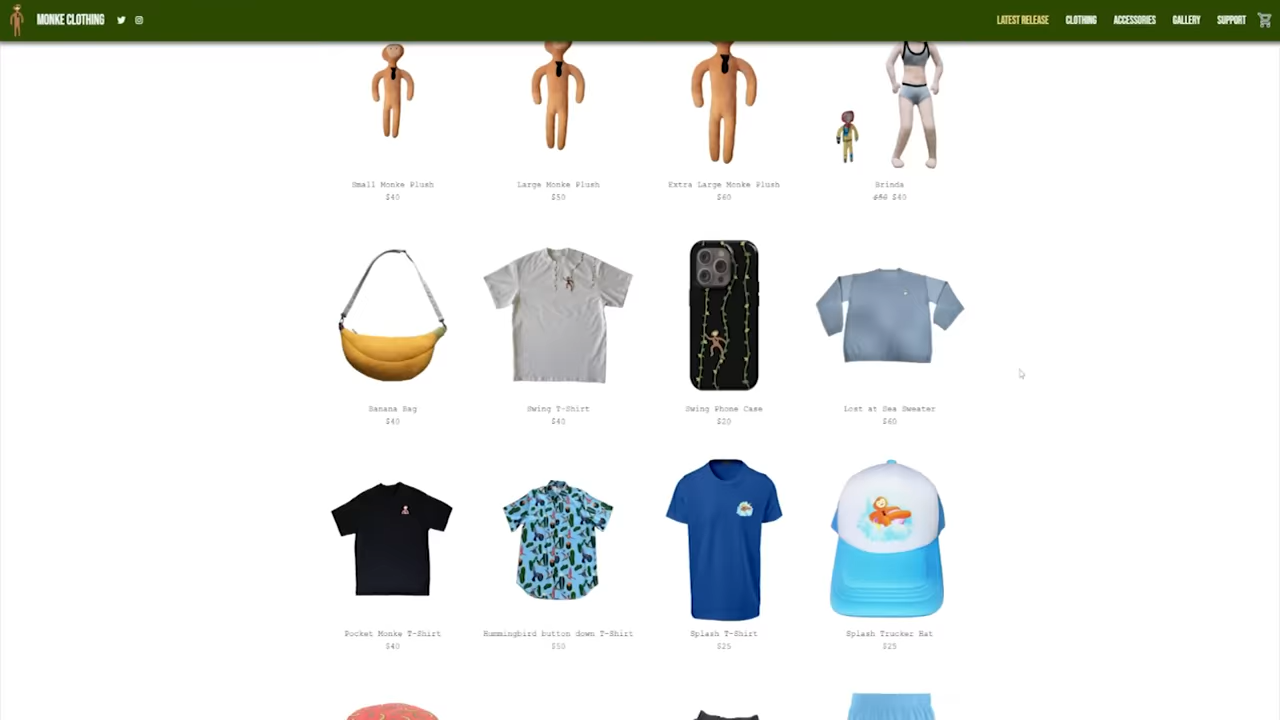 MONKE CLOTHING
LATEST RELEASE CLOTHING ACCESSORIES GALLERY SUPPORT
Small Monke Plush
$40
Large Monke Plush
$50
Extra Large Monke Plush
$60
Brinda
$50 $40
Banana Bag
$40
Swing T-Shirt
$40
Swing Phone Case
$20
Lost at Sea Sweater
$60
Pocket Monke T-Shirt
$40
Hummingbird button down T-Shirt
$50
Splash T-Shirt
$25
Splash Trucker Hat
$25